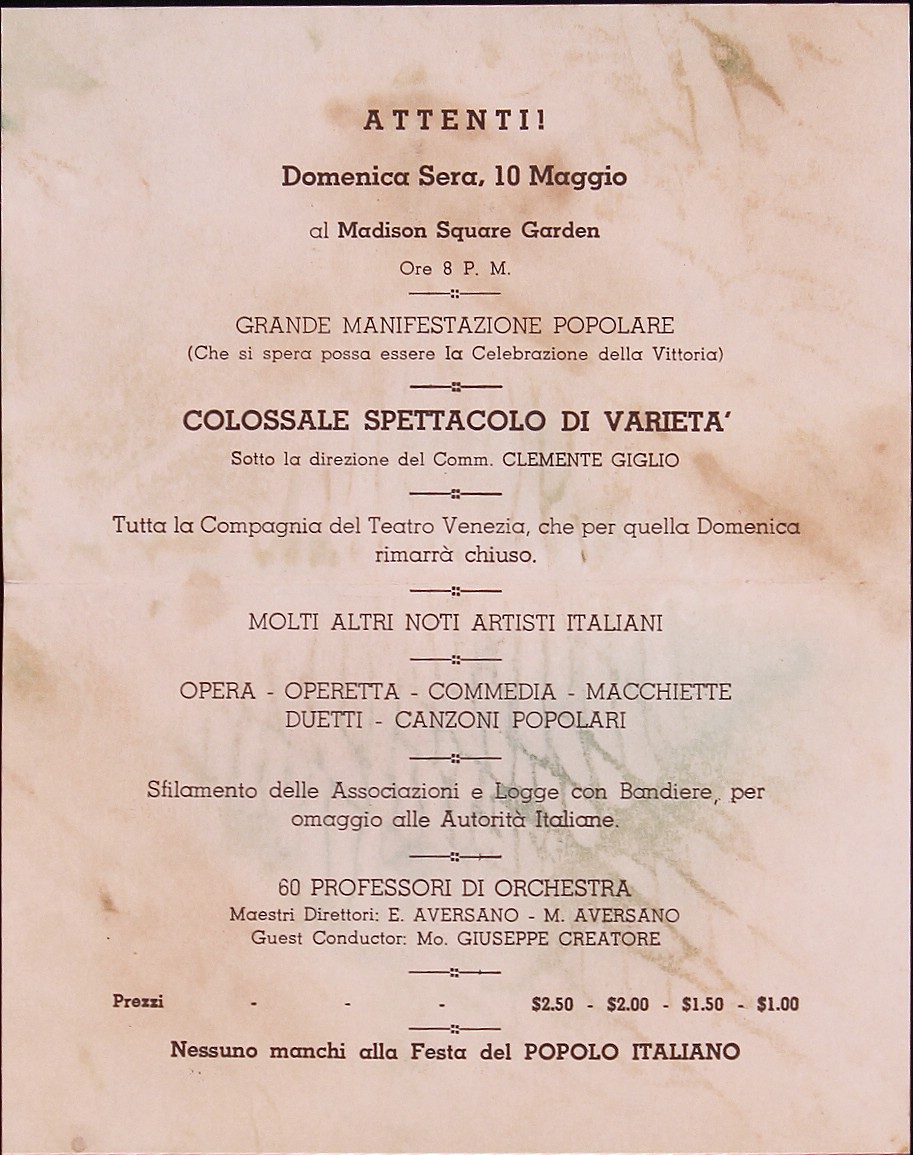 ATTENTI!
Domenica Sera, 10 Maggio
al Madison Square Garden
Ore 8 P. M.
GRANDE MANIFESTAZIONE POPOLARE
(Che si spera possa essere la Celebrazione della Vittoria)
COLOSSALE SPETTACOLO DI VARIETA'
Sotto la direzione del Comm. CLEMENTE GIGLIO
Tutta la Compagnia del Teatro Venezia, che per quella Domenica
rimarrà chiuso.
MOLTI ALTRI NOTI ARTISTI ITALIANI
OPERA - OPERETTA - COMMEDIA - MACCHIETTE
DUETTI - CANZONI POPOLARI
Sfilamento delle Associazioni e Logge con Bandiere, per
omaggio alle Autorità Italiane.
60 PROFESSORI DI ORCHESTRA
Maestri Direttori: E. AVERSANO - M. AVERSANO
Guest Conductor: Mo. GIUSEPPE CREATORE
Prezzi - - - $2.50 - $2.00 - $1.50 - $1.00
Nessuno manchi alla Festa del POPOLO ITALIANO